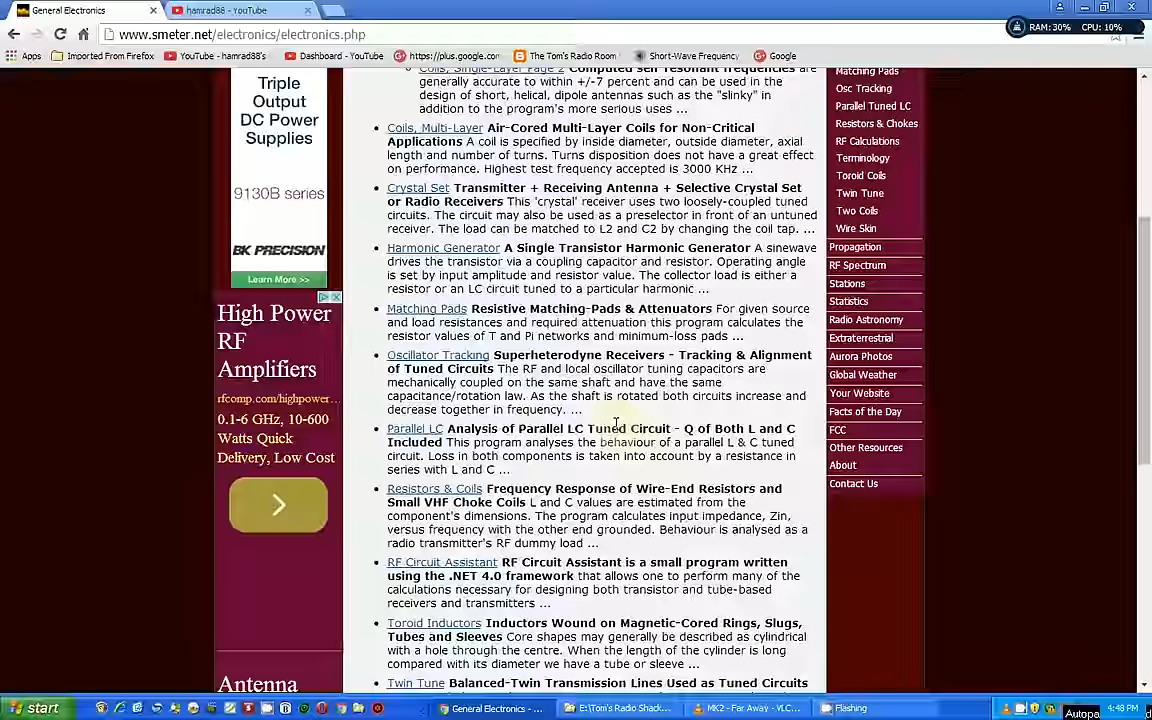 General Electronics
hamrad88 - YouTube
www.smeter.net/electronics/electronics.php
RAM: 30% CPU: 10%
Apps
Imported From Firefox
YouTube - hamrad88's
Dashboard - YouTube
https://plus.google.com
The Tom's Radio Room
Short-Wave Frequency
Google
Triple
Output
DC Power
Supplies
9130B series
BK PRECISION
Learn More >>
High Power
RF
Amplifiers
rfcomp.com/highpower...
0.1-6 GHz, 10-600
Watts Quick
Delivery, Low Cost
Antenna
Coils, Single-Layer Page 2 Computed self resonant frequencies are
generally accurate to within +/-7 percent and can be used in the
design of short, helical, dipole antennas such as the "slinky" in
addition to the program's more serious uses ...
Coils, Multi-Layer Air-Cored Multi-Layer Coils for Non-Critical
Applications A coil is specified by inside diameter, outside diameter, axial
length and number of turns. Turns disposition does not have a great effect
on performance. Highest test frequency accepted is 3000 KHz ...
Crystal Set Transmitter + Receiving Antenna + Selective Crystal Set
or Radio Receivers This 'crystal' receiver uses two loosely-coupled tuned
circuits. The circuit may also be used as a preselector in front of an untuned
receiver. The load can be matched to L2 and C2 by changing the coil tap. ...
Harmonic Generator A Single Transistor Harmonic Generator A sinewave
drives the transistor via a coupling capacitor and resistor. Operating angle
is set by input amplitude and resistor value. The collector load is either a
resistor or an LC circuit tuned to a particular harmonic ...
Matching Pads Resistive Matching-Pads & Attenuators For given source
and load resistances and required attenuation this program calculates the
resistor values of T and Pi networks and minimum-loss pads ...
Oscillator Tracking Superheterodyne Receivers - Tracking & Alignment
of Tuned Circuits The RF and local oscillator tuning capacitors are
mechanically coupled on the same shaft and have the same
capacitance/rotation law. As the shaft is rotated both circuits increase and
decrease together in frequency. ...
Parallel LC Analysis of Parallel LC Tuned Circuit - Q of Both L and C
Included This program analyses the behaviour of a parallel L & C tuned
circuit. Loss in both components is taken into account by a resistance in
series with L and C ...
Resistors & Coils Frequency Response of Wire-End Resistors and
Small VHF Choke Coils L and C values are estimated from the
component's dimensions. The program calculates input impedance, Zin,
versus frequency with the other end grounded. Behaviour is analysed as a
radio transmitter's RF dummy load ...
RF Circuit Assistant RF Circuit Assistant is a small program written
using the .NET 4.0 framework that allows one to perform many of the
calculations necessary for designing both transistor and tube-based
receivers and transmitters ...
Toroid Inductors Inductors Wound on Magnetic-Cored Rings, Slugs,
Tubes and Sleeves Core shapes may generally be described as cylindrical
with a hole through the centre. When the length of the cylinder is long
compared with its diameter we have a tube or sleeve ...
Twin Tune Balanced-Twin Transmission Lines Used as Tuned Circuits
Matching Pads
Osc Tracking
Parallel Tuned LC
Resistors & Chokes
RF Calculations
Terminology
Toroid Coils
Twin Tune
Two Coils
Wire Skin
Propagation
RF Spectrum
Stations
Statistics
Radio Astronomy
Extraterrestrial
Aurora Photos
Global Weather
Your Website
Facts of the Day
FCC
Other Resources
About
Contact Us
start
General Electronics - ...
E:\Tom's Radio Shack...
MK2 - Far Away - VLC...
Flashing
4:48 PM
Autopa